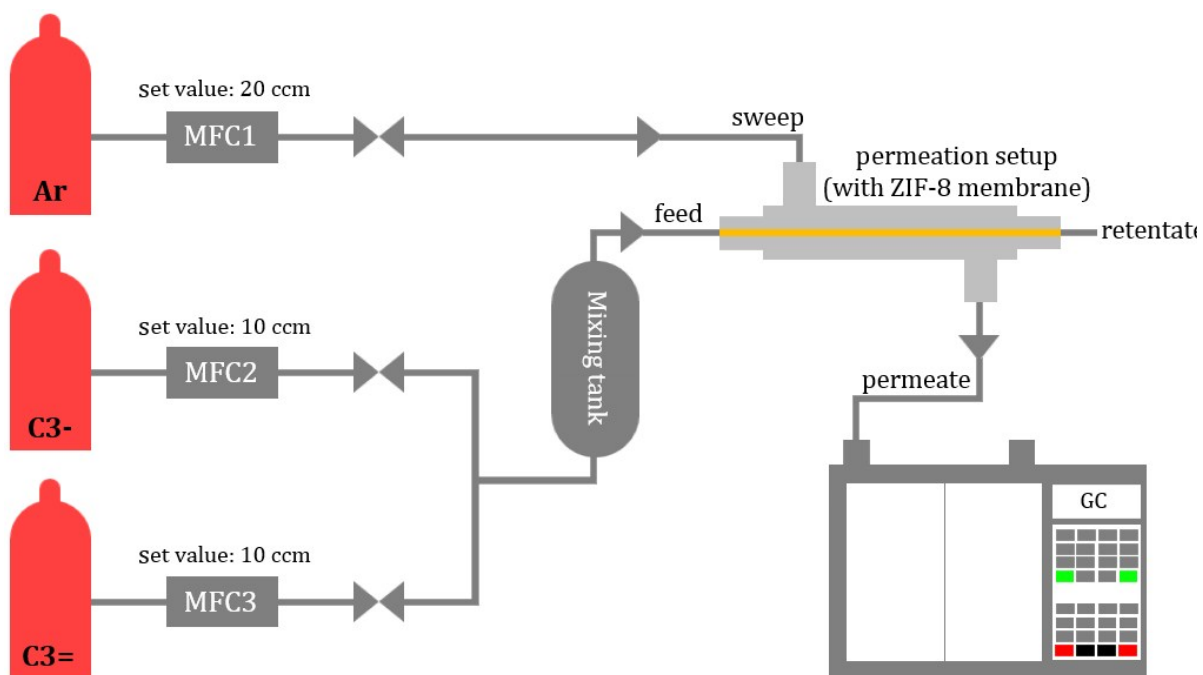 set value: 20 ccm
MFC1
Ar
sweep
permeation setup
(with ZIF-8 membrane)
feed
retentate
set value: 10 ccm
MFC2
C3-
Mixing tank
permeate
set value: 10 ccm
MFC3
C3=
GC